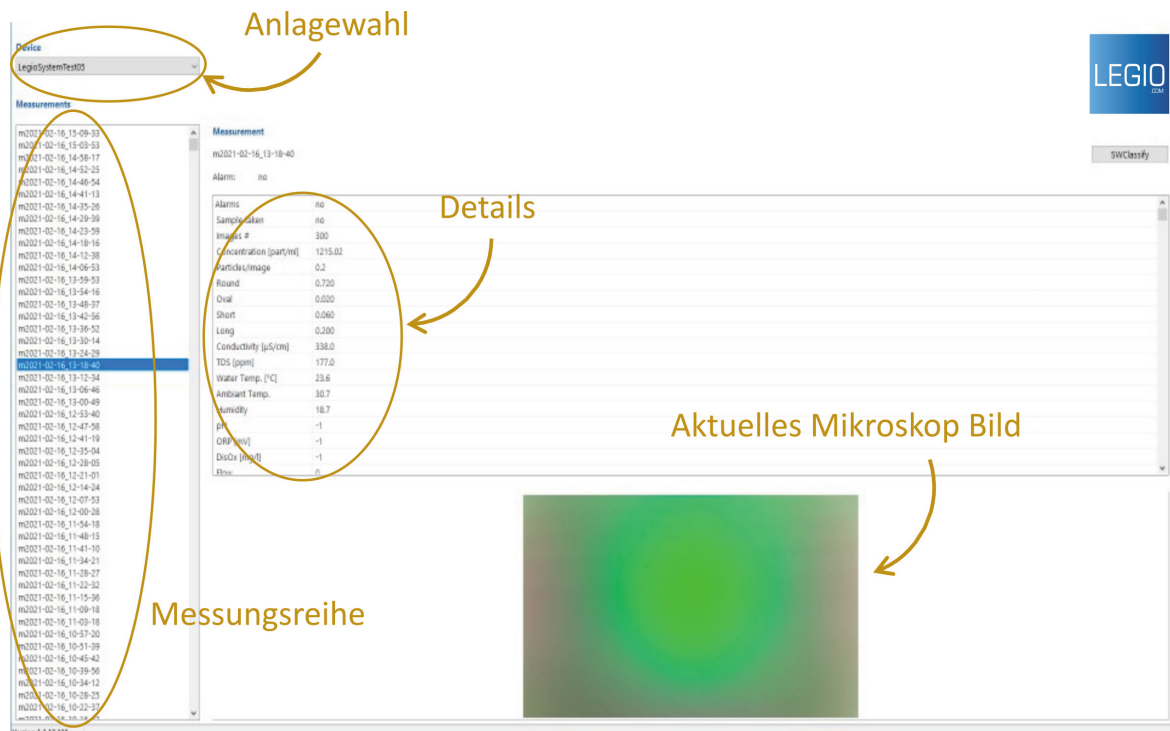 Anlagewahl
Device
LegioSystemTest05
LEGIO
.COM
Measurements
m2021-02-16_15-09-33
m2021-02-16_15-03-53
m2021-02-16_14-58-17
m2021-02-16_14-52-25
m2021-02-16_14-46-54
m2021-02-16_14-41-13
m2021-02-16_14-35-26
m2021-02-16_14-29-39
m2021-02-16_14-23-59
m2021-02-16_14-18-16
m2021-02-16_14-12-38
m2021-02-16_14-06-53
m2021-02-16_13-59-53
m2021-02-16_13-54-16
m2021-02-16_13-48-37
m2021-02-16_13-42-56
m2021-02-16_13-36-52
m2021-02-16_13-30-14
m2021-02-16_13-24-29
m2021-02-16_13-18-40
m2021-02-16_13-12-34
m2021-02-16_13-06-46
m2021-02-16_13-00-49
m2021-02-16_12-53-40
m2021-02-16_12-47-58
m2021-02-16_12-41-19
m2021-02-16_12-35-04
m2021-02-16_12-28-05
m2021-02-16_12-21-01
m2021-02-16_12-14-24
m2021-02-16_12-07-53
m2021-02-16_12-00-28
m2021-02-16_11-54-18
m2021-02-16_11-48-15
m2021-02-16_11-41-10
m2021-02-16_11-34-21
m2021-02-16_11-28-27
m2021-02-16_11-22-32
m2021-02-16_11-15-36
m2021-02-16_11-09-18
m2021-02-16_11-03-18
m2021-02-16_10-57-20
m2021-02-16_10-51-39
m2021-02-16_10-45-42
m2021-02-16_10-39-56
m2021-02-16_10-34-12
m2021-02-16_10-28-25
m2021-02-16_10-22-37
Messungsreihe
Measurement
m2021-02-16_13-18-40
SWClassify
Alarm: no
Details
Alarms no
Sample taken no
Images # 300
Concentration [part/ml] 1215.02
Particles/image 0.2
Round 0.720
Oval 0.020
Short 0.060
Long 0.200
Conductivity [µS/cm] 338.0
TDS [ppm] 177.0
Water Temp. [°C] 23.6
Ambiant Temp. 30.7
Humidity 18.7
pH -1
ORP [mV] -1
DisOx [mg/l] -1
Flow 0
Aktuelles Mikroskop Bild